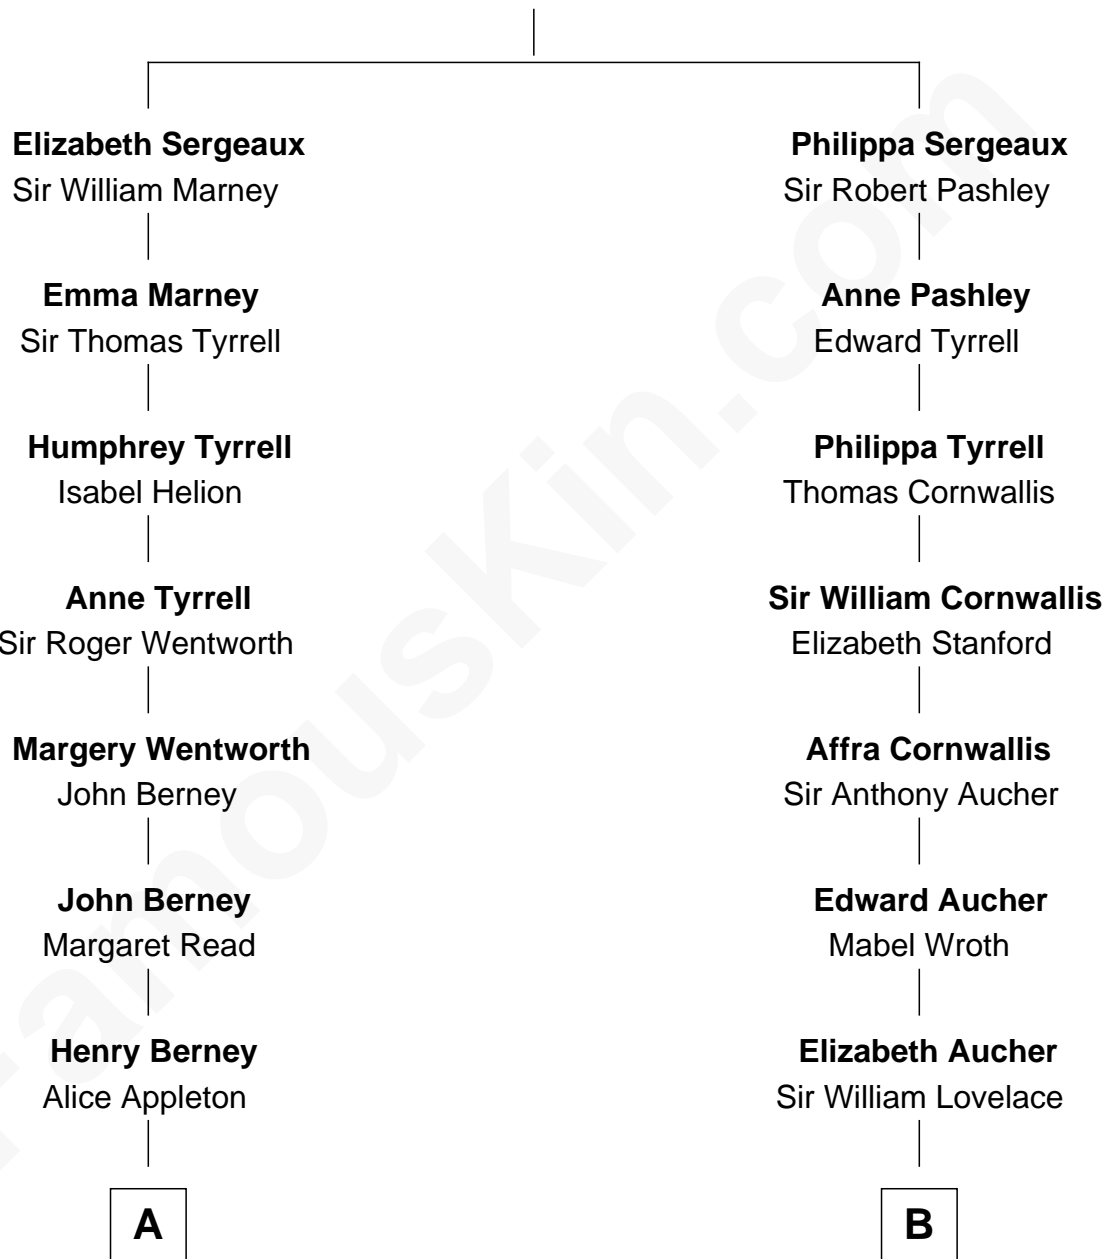 Elizabeth Sergeaux
Sir William Marney
Emma Marney
Sir Thomas Tyrrell
Humphrey Tyrrell
Isabel Helion
Anne Tyrrell
Sir Roger Wentworth
Margery Wentworth
John Berney
John Berney
Margaret Read
Henry Berney
Alice Appleton
A
Philippa Sergeaux
Sir Robert Pashley
Anne Pashley
Edward Tyrrell
Philippa Tyrrell
Thomas Cornwallis
Sir William Cornwallis
Elizabeth Stanford
Affra Cornwallis
Sir Anthony Aucher
Edward Aucher
Mabel Wroth
Elizabeth Aucher
Sir William Lovelace
B
FamousKin.com